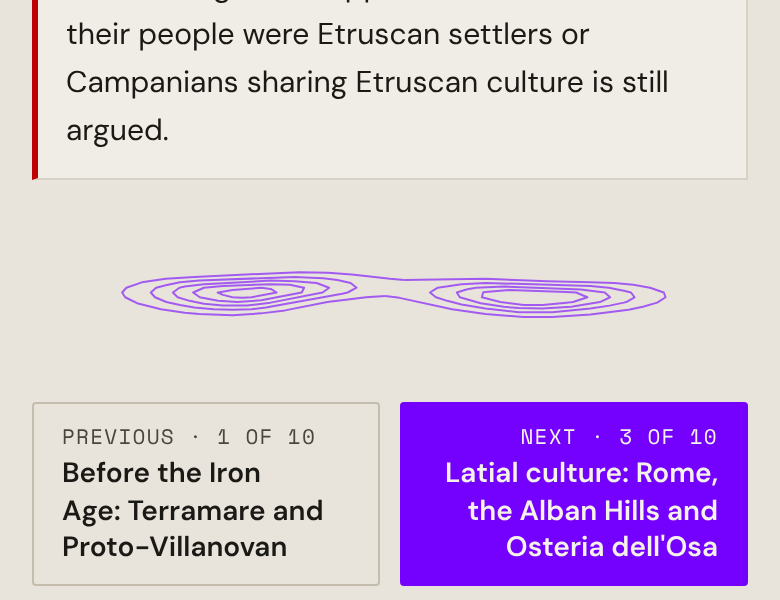 their people were Etruscan settlers or
Campanians sharing Etruscan culture is still
argued.
PREVIOUS · 1 OF 10
Before the Iron
Age: Terramare and
Proto-Villanovan
NEXT · 3 OF 10
Latial culture: Rome,
the Alban Hills and
Osteria dell'Osa